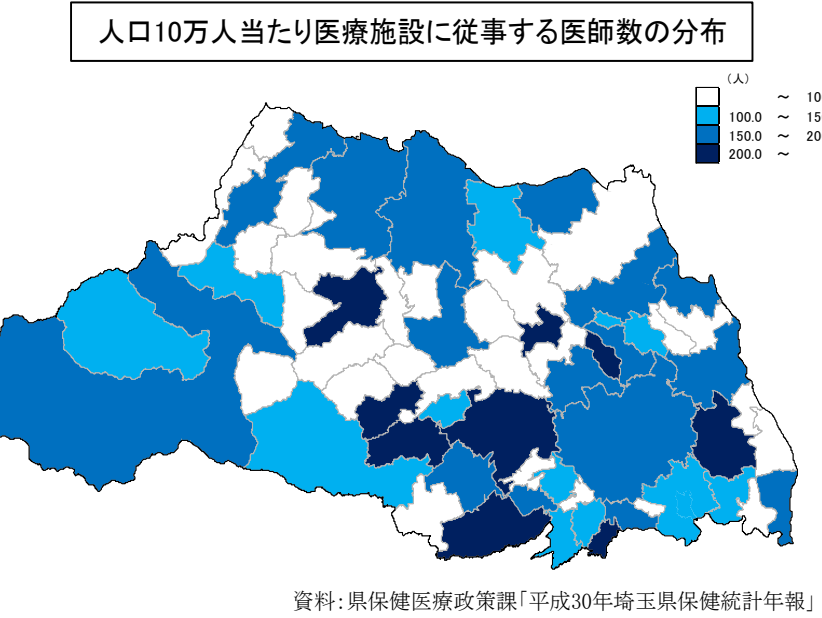 人口10万人当たり医療施設に従事する医師数の分布
（人）
～ 10
100.0 ～ 15
150.0 ～ 20
200.0 ～
資料：県保健医療政策課「平成30年埼玉県保健統計年報」